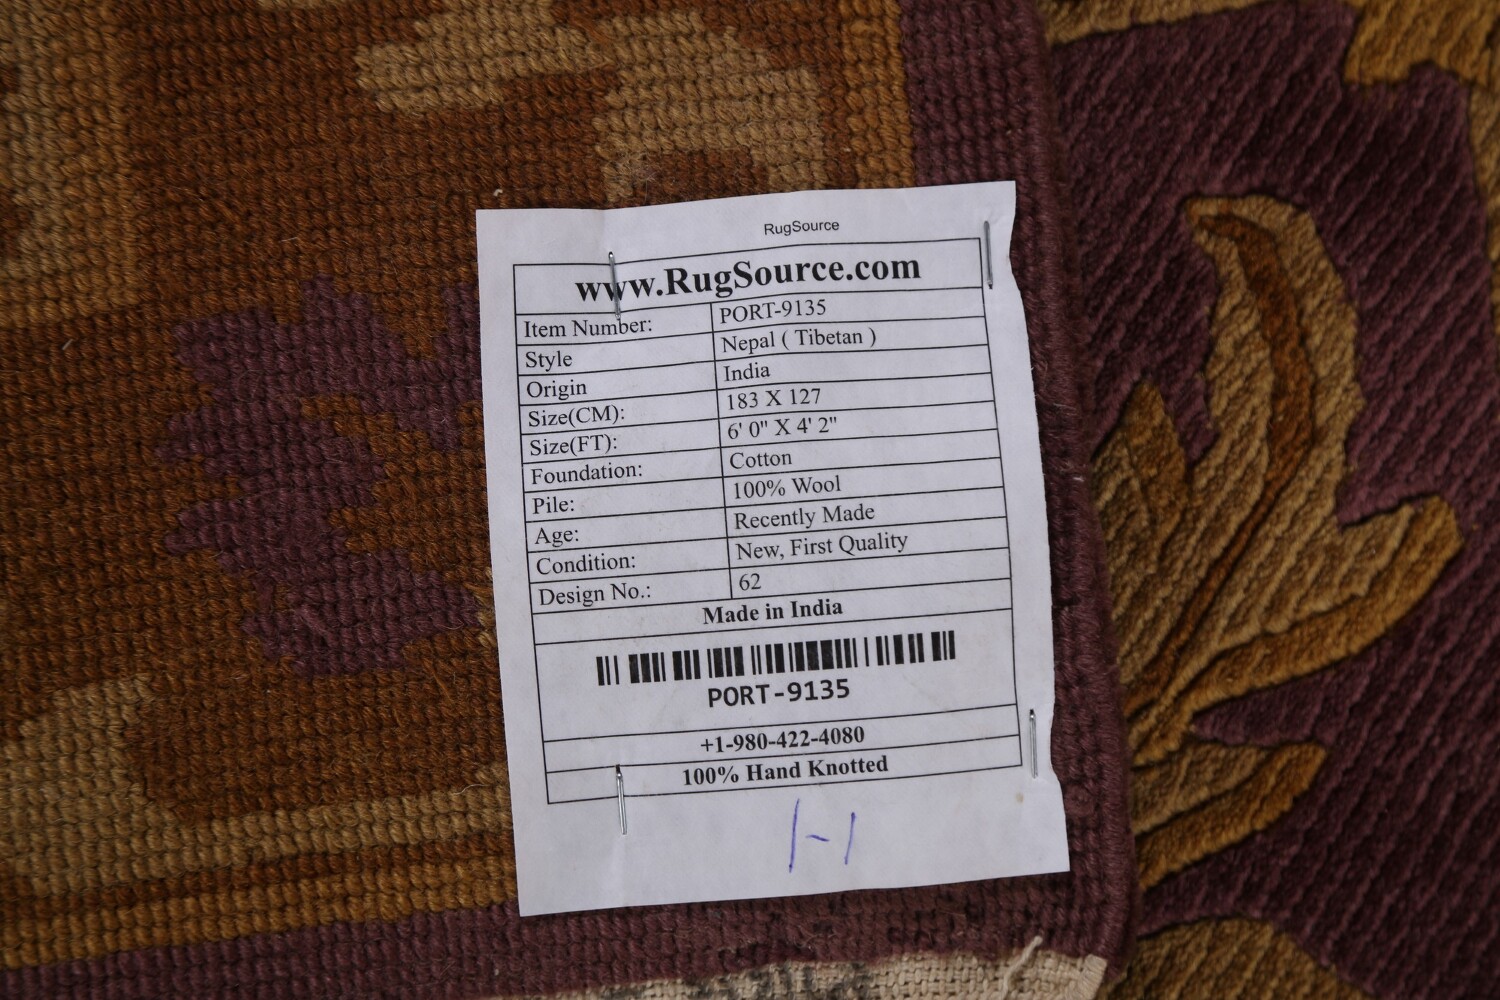 RugSource
www.RugSource.com
Item Number: PORT-9135
Style Nepal ( Tibetan )
Origin India
Size(CM): 183 X 127
Size(FT): 6' 0" X 4' 2"
Foundation: Cotton
Pile: 100% Wool
Age: Recently Made
Condition: New, First Quality
Design No.: 62
Made in India
PORT-9135
+1-980-422-4080
100% Hand Knotted
1-1